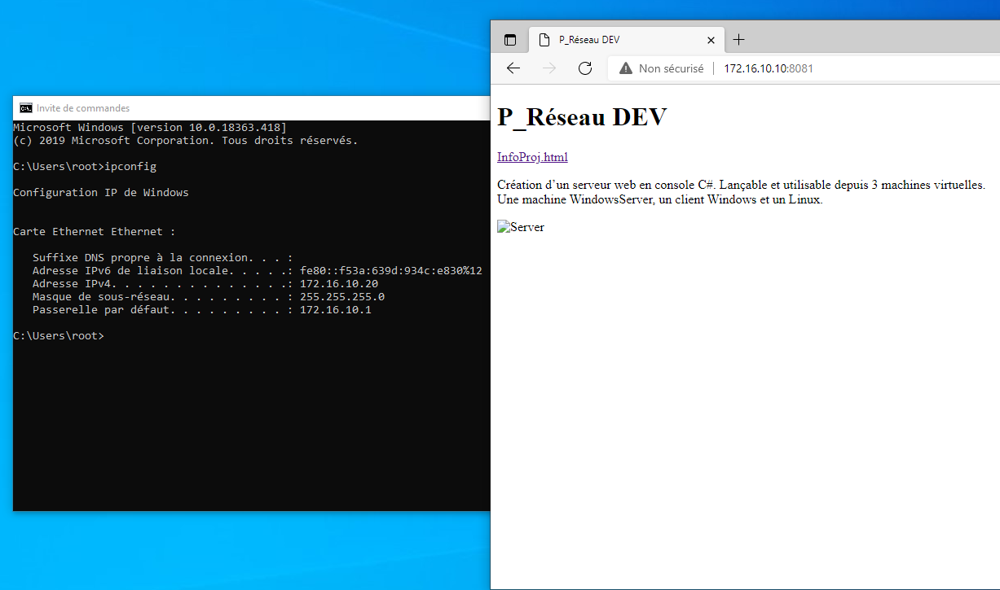 Invite de commandes
Microsoft Windows [version 10.0.18363.418]
(c) 2019 Microsoft Corporation. Tous droits réservés.
C:\Users\root>ipconfig
Configuration IP de Windows
Carte Ethernet Ethernet :
Suffixe DNS propre à la connexion. . . :
Adresse IPv6 de liaison locale. . . . .: fe80::f53a:639d:934c:e830%12
Adresse IPv4. . . . . . . . . . . . . .: 172.16.10.20
Masque de sous-réseau. . . . . . . . . : 255.255.255.0
Passerelle par défaut. . . . . . . . . : 172.16.10.1
C:\Users\root>
P_Réseau DEV
Non sécurisé | 172.16.10.10:8081
P_Réseau DEV
InfoProj.html
Création d’un serveur web en console C#. Lançable et utilisable depuis 3 machines virtuelles.
Une machine WindowsServer, un client Windows et un Linux.
Server